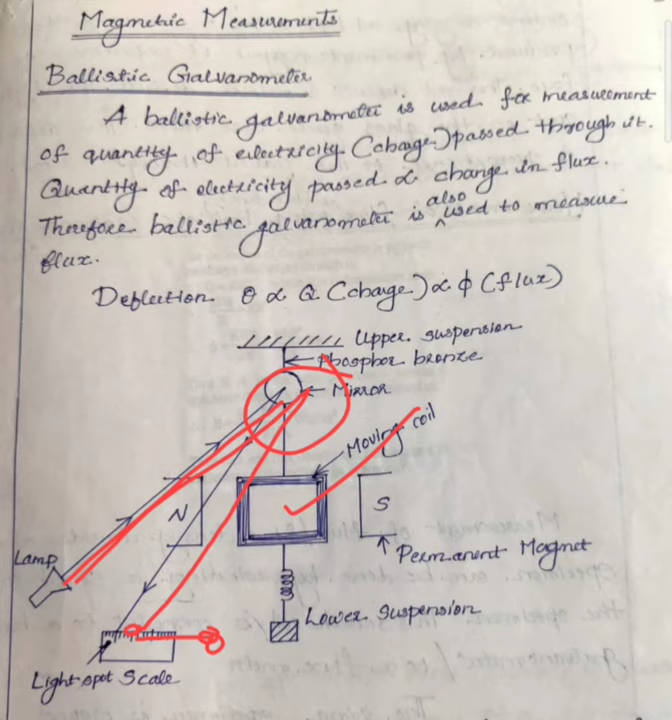 Magnetic Measurements
Ballistic Galvanometer
A ballistic galvanometer is used for measurement
of quantity of electricity (charge) passed through it.
Quantity of electricity passed ∝ change in flux.
Therefore ballistic galvanometer is also used to measure
flux.
Deflection θ ∝ Q (charge) ∝ φ (flux)
Upper suspension
Phosphor bronze
Mirror
Moving coil
N
S
Lamp
Permanent Magnet
Lower suspension
Light spot Scale